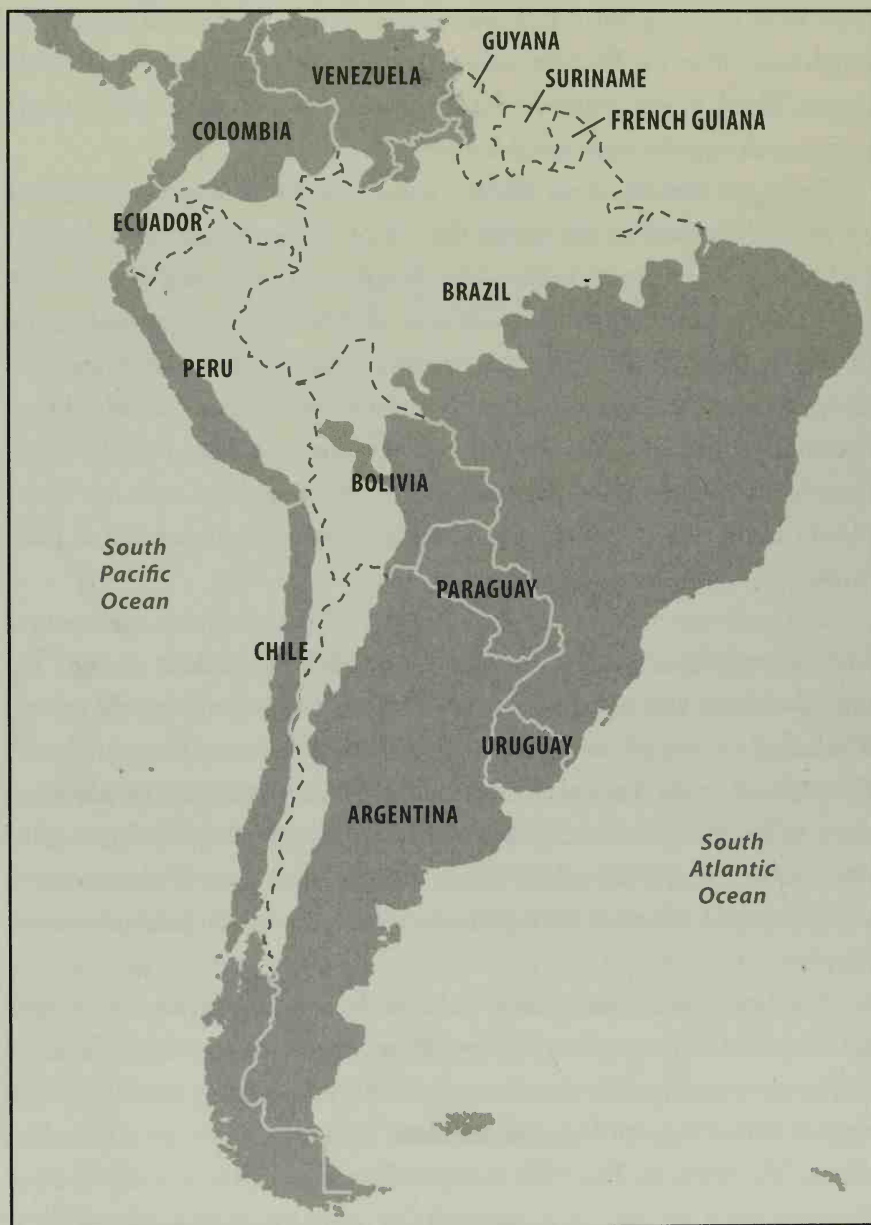 GUYANA
VENEZUELA
SURINAME
COLOMBIA
FRENCH GUIANA
ECUADOR
BRAZIL
PERU
BOLIVIA
South
Pacific
Ocean
PARAGUAY
CHILE
URUGUAY
ARGENTINA
South
Atlantic
Ocean